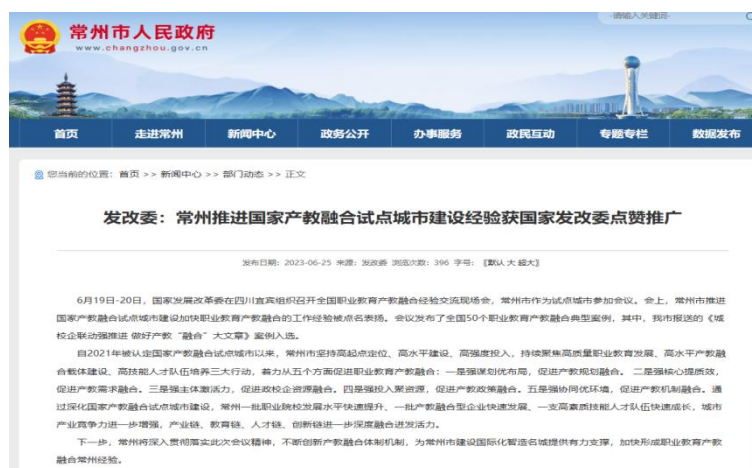 -请输入关键词-
常州市人民政府
www.changzhou.gov.cn
首页 走进常州 新闻中心 政务公开 办事服务 政民互动 专题专栏 数据发布
您当前的位置：首页 >> 新闻中心 >> 部门动态 >> 正文
发改委：常州推进国家产教融合试点城市建设经验获国家发改委点赞推广
发布日期：2023-06-25 来源：发改委 浏览次数：396 字号：〖默认 大 超大〗
6月19日-20日，国家发展改革委在四川宜宾组织召开全国职业教育产教融合经验交流现场会，常州市作为试点城市参加会议。会上，常州市推进
国家产教融合试点城市建设加快职业教育产教融合的工作经验被点名表扬。会议发布了全国50个职业教育产教融合典型案例，其中，我市报送的《城
校企联动强推进 做好产教“融合”大文章》案例入选。
自2021年被认定国家产教融合试点城市以来，常州市坚持高起点定位、高水平建设、高强度投入，持续聚焦高质量职业教育发展、高水平产教融
合载体建设、高技能人才队伍培养三大行动，着力从五个方面促进职业教育产教融合：一是强谋划优布局，促进产教规划融合。 二是强核心提质效，
促进产教需求融合。三是强主体激活力，促进政校企资源融合。四是强投入聚资源，促进产教政策融合。五是强协同优环境，促进产教机制融合。通
过深化国家产教融合试点城市建设，常州一批职业院校发展水平快速提升、一批产教融合型企业快速发展、一支高素质技能人才队伍快速成长，城市
产业竞争力进一步增强，产业链、教育链、人才链、创新链进一步深度融合迸发活力。
下一步，常州将深入贯彻落实此次会议精神，不断创新产教融合体制机制，为常州市建设国际化智造名城提供有力支撑，加快形成职业教育产教
融合常州经验。